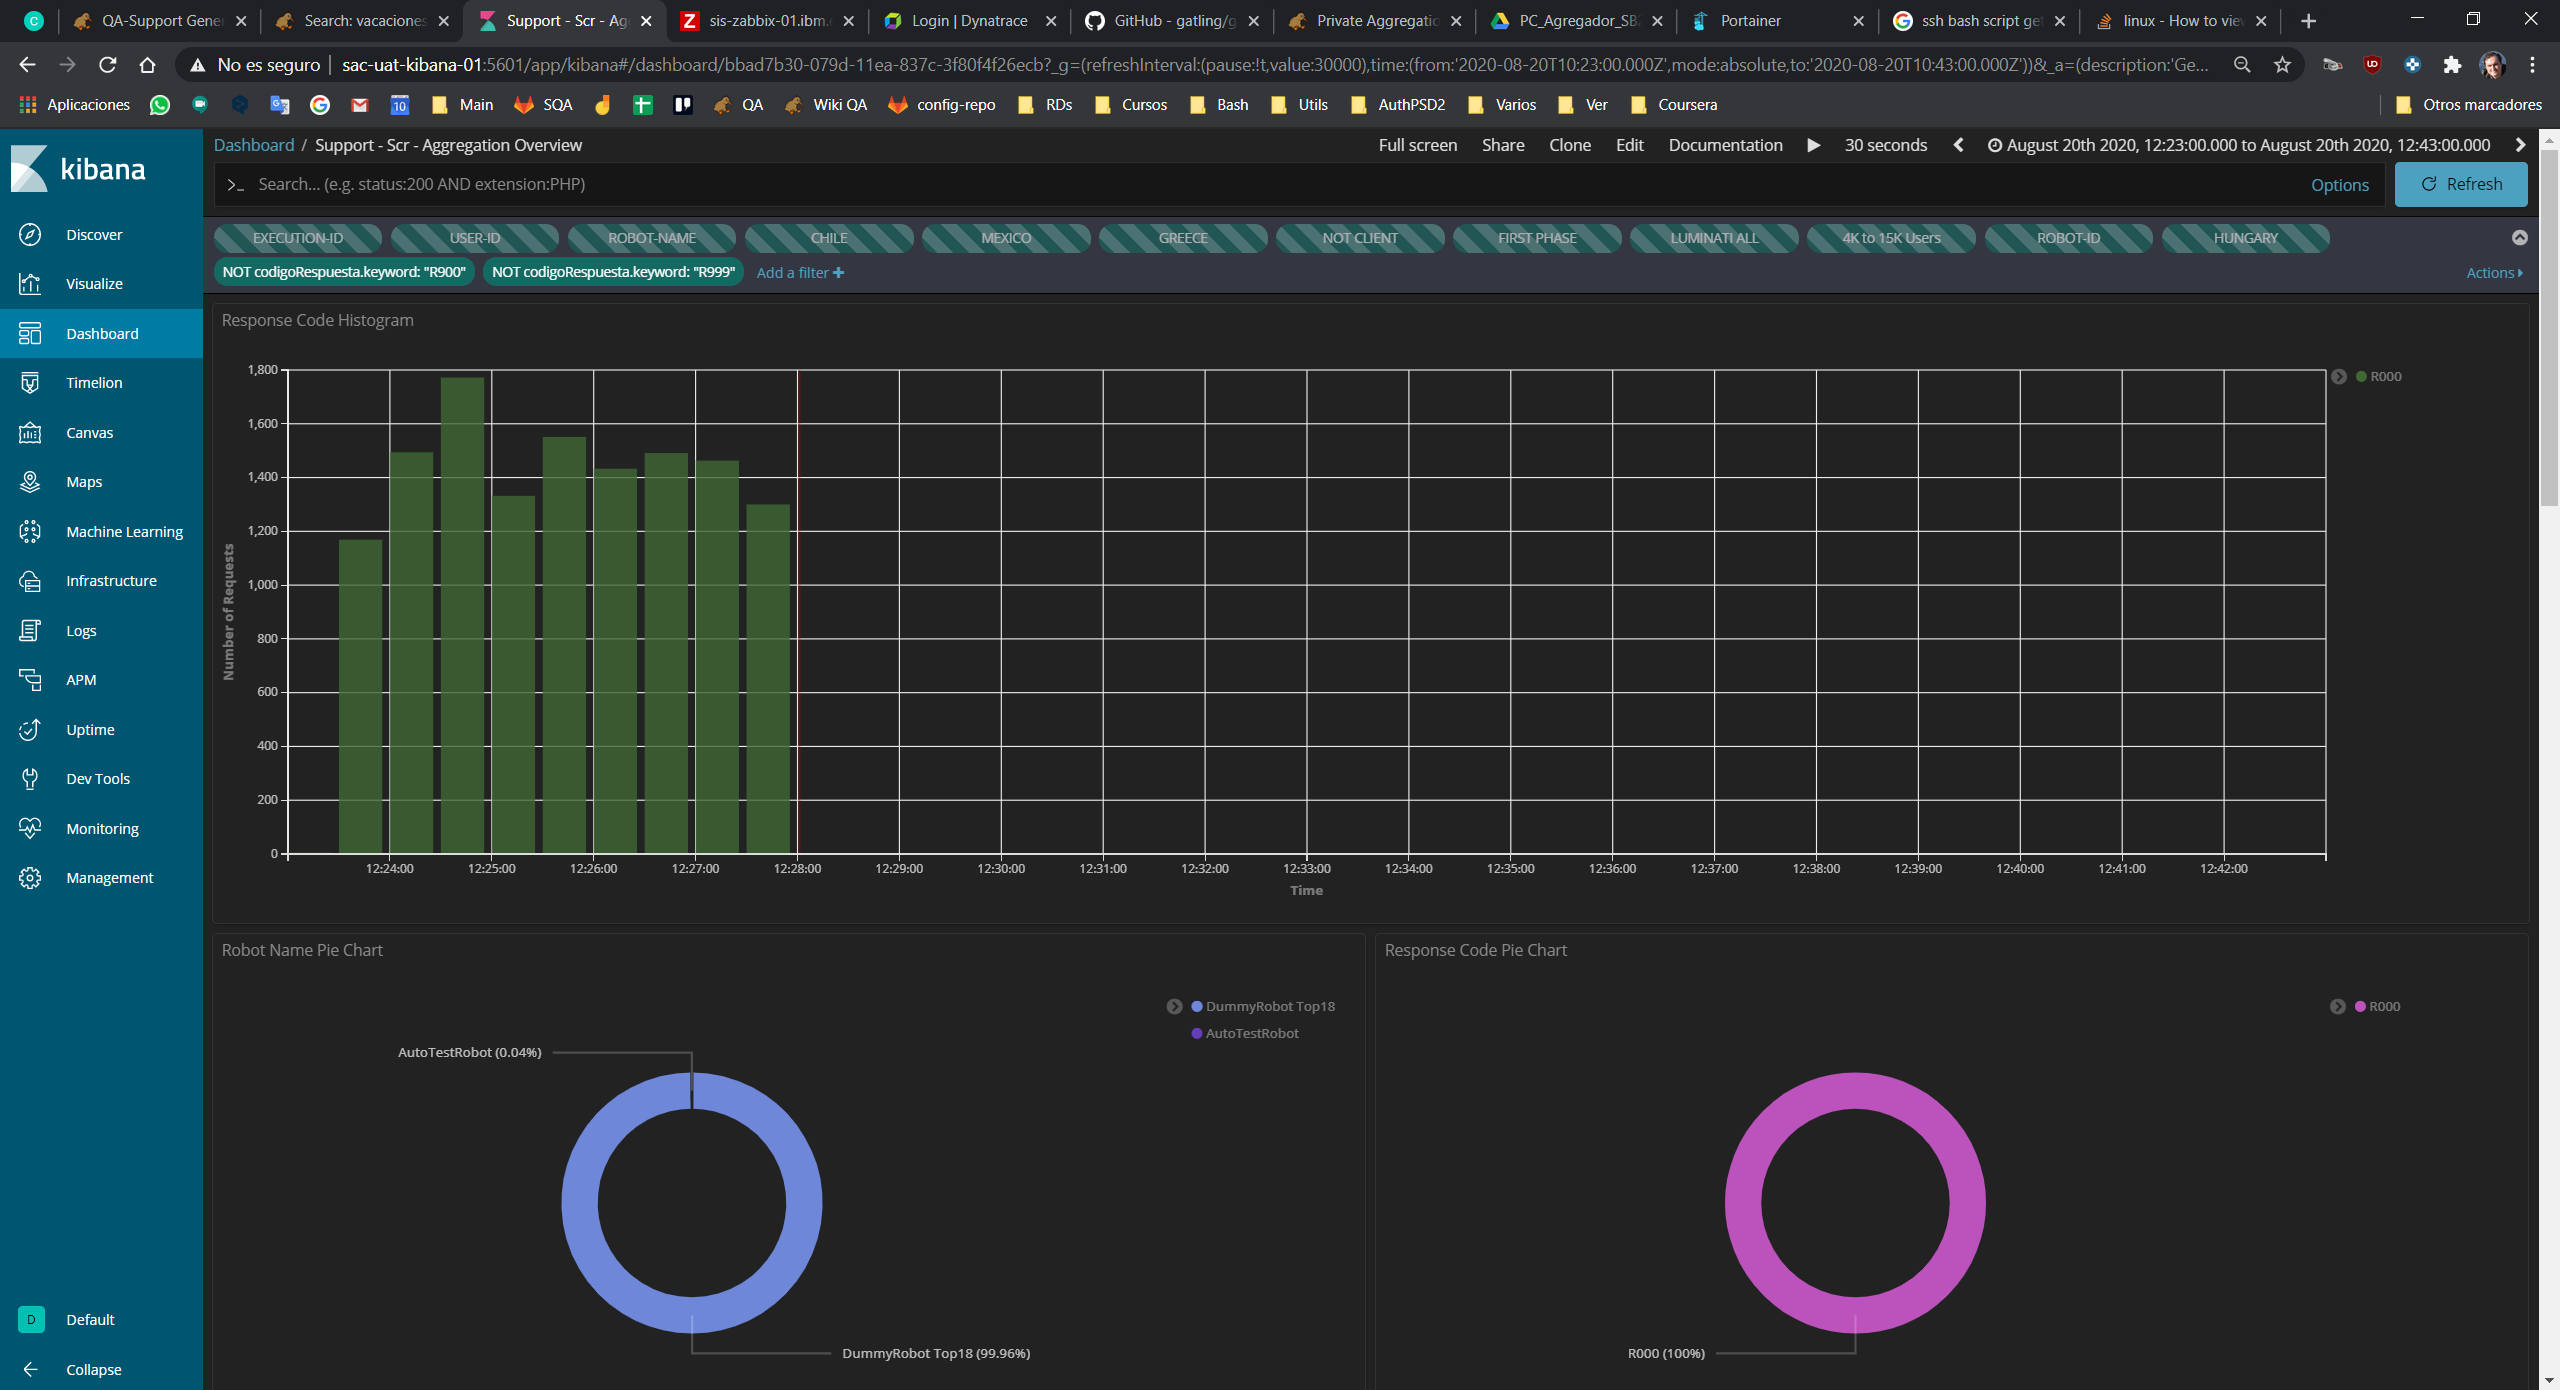 QA-Support Gener
Search: vacaciones
Support - Scr - Ag
sis-zabbix-01.ibm.
Login | Dynatrace
GitHub - gatling/g
Private Aggregatio
PC_Agregador_SB
Portainer
ssh bash script get
linux - How to view
No es seguro | sac-uat-kibana-01:5601/app/kibana#/dashboard/bbad7b30-079d-11ea-837c-3f80f4f26ecb?_g=(refreshInterval:(pause:!t,value:30000),time:(from:'2020-08-20T10:23:00.000Z',mode:absolute,to:'2020-08-20T10:43:00.000Z'))&_a=(description:'Ge...
Aplicaciones
10
Main
SQA
QA
Wiki QA
config-repo
RDs
Cursos
Bash
Utils
AuthPSD2
Varios
Ver
Coursera
Otros marcadores
kibana
Discover
Visualize
Dashboard
Timelion
Canvas
Maps
Machine Learning
Infrastructure
Logs
APM
Uptime
Dev Tools
Monitoring
Management
D Default
Collapse
Dashboard / Support - Scr - Aggregation Overview
Full screen Share Clone Edit Documentation 30 seconds August 20th 2020, 12:23:00.000 to August 20th 2020, 12:43:00.000
>_ Search... (e.g. status:200 AND extension:PHP)
Options
Refresh
EXECUTION-ID USER-ID ROBOT-NAME CHILE MEXICO GREECE NOT CLIENT FIRST PHASE LUMINATI ALL 4K to 15K Users ROBOT-ID HUNGARY
NOT codigoRespuesta.keyword: "R900" NOT codigoRespuesta.keyword: "R999" Add a filter +
Actions
Response Code Histogram
1,800
1,600
1,400
1,200
1,000
800
600
400
200
0
Number of Requests
12:24:00 12:25:00 12:26:00 12:27:00 12:28:00 12:29:00 12:30:00 12:31:00 12:32:00 12:33:00 12:34:00 12:35:00 12:36:00 12:37:00 12:38:00 12:39:00 12:40:00 12:41:00 12:42:00
Time
R000
Robot Name Pie Chart
DummyRobot Top18
AutoTestRobot
AutoTestRobot (0.04%)
DummyRobot Top18 (99.96%)
Response Code Pie Chart
R000
R000 (100%)